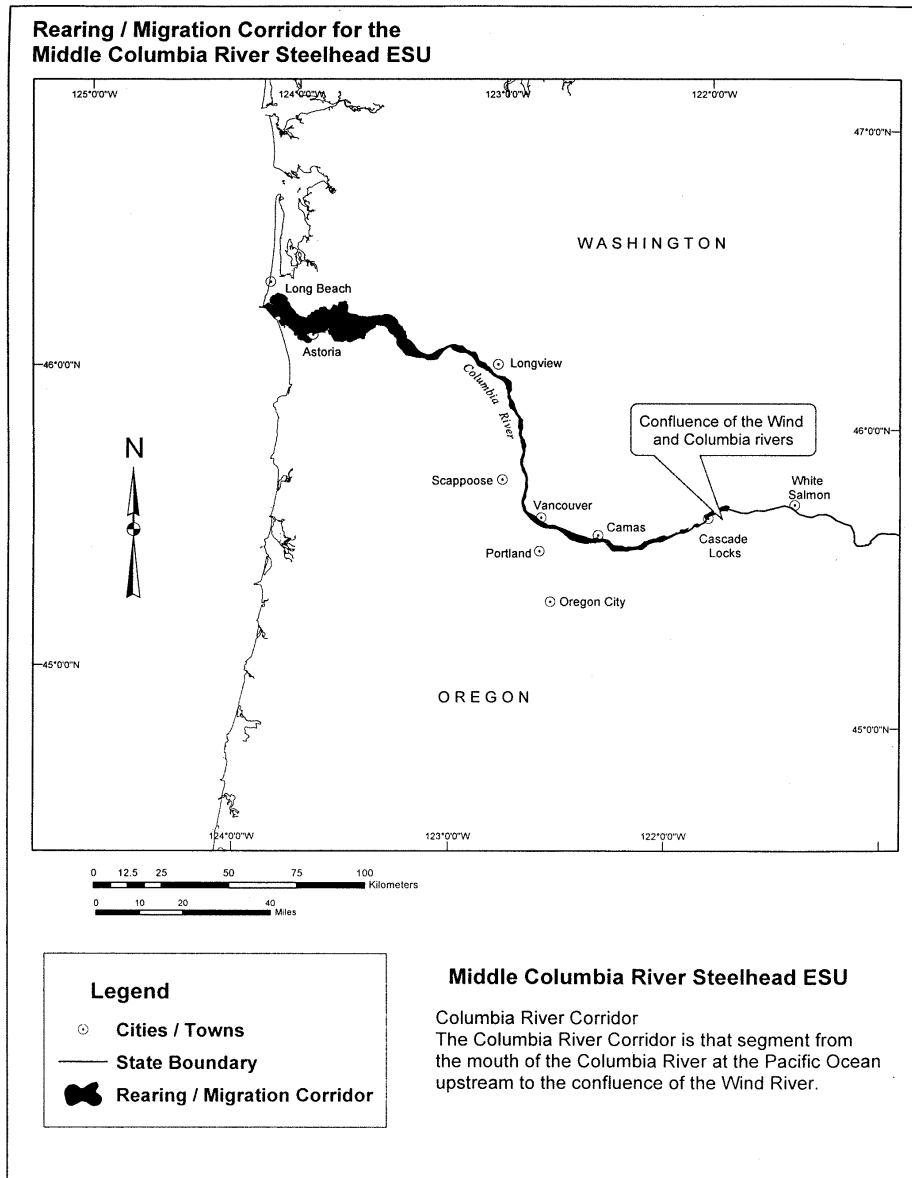 Rearing / Migration Corridor for the
Middle Columbia River Steelhead ESU
125°0'0"W
124°0'0"W
123°0'0"W
122°0'0"W
47°0'0"N
WASHINGTON
Long Beach
Astoria
46°0'0"N
Longview
Columbia River
Confluence of the Wind
and Columbia rivers
46°0'0"N
N
Scappoose
White
Salmon
Vancouver
Camas
Cascade
Locks
Portland
Oregon City
45°0'0"N
OREGON
45°0'0"N
124°0'0"W
123°0'0"W
122°0'0"W
0 12.5 25 50 75 100
Kilometers
0 10 20 40
Miles
Legend
Cities / Towns
State Boundary
Rearing / Migration Corridor
Middle Columbia River Steelhead ESU
Columbia River Corridor
The Columbia River Corridor is that segment from
the mouth of the Columbia River at the Pacific Ocean
upstream to the confluence of the Wind River.